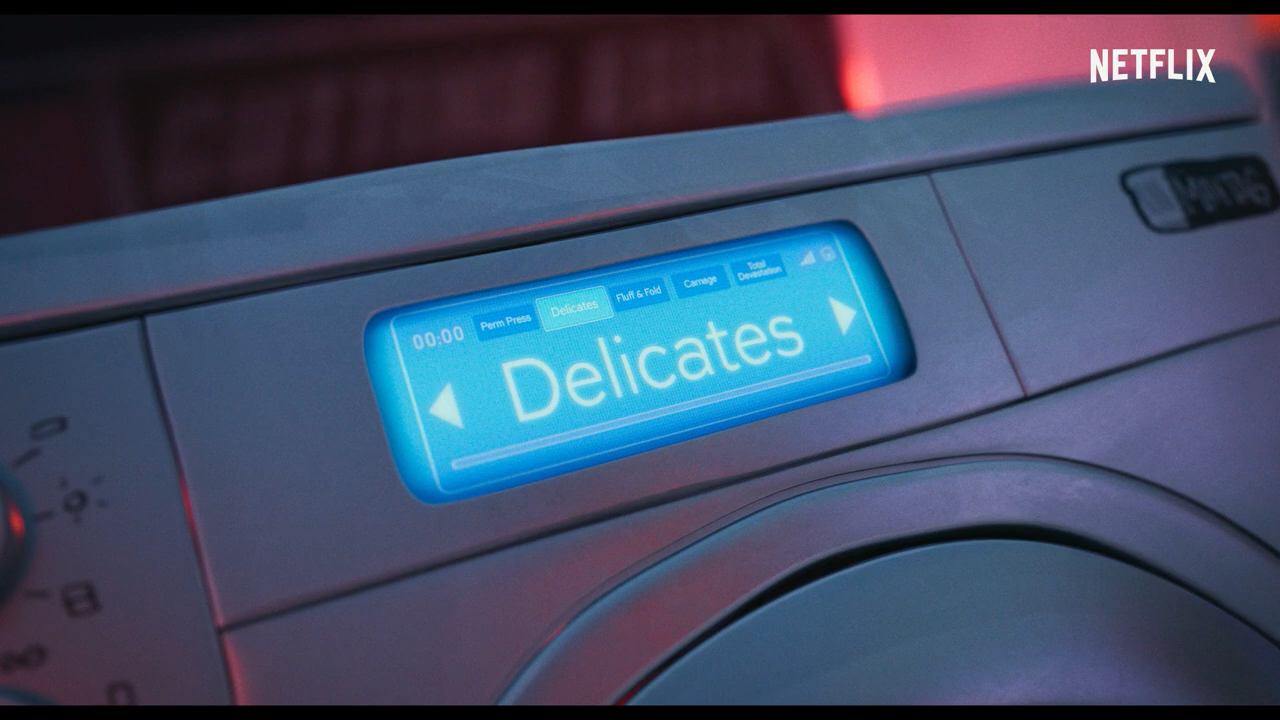 NETFLIX
00:00 Perm Press Delicates Fluff & Fold Carnage Total Devastation
Delicates